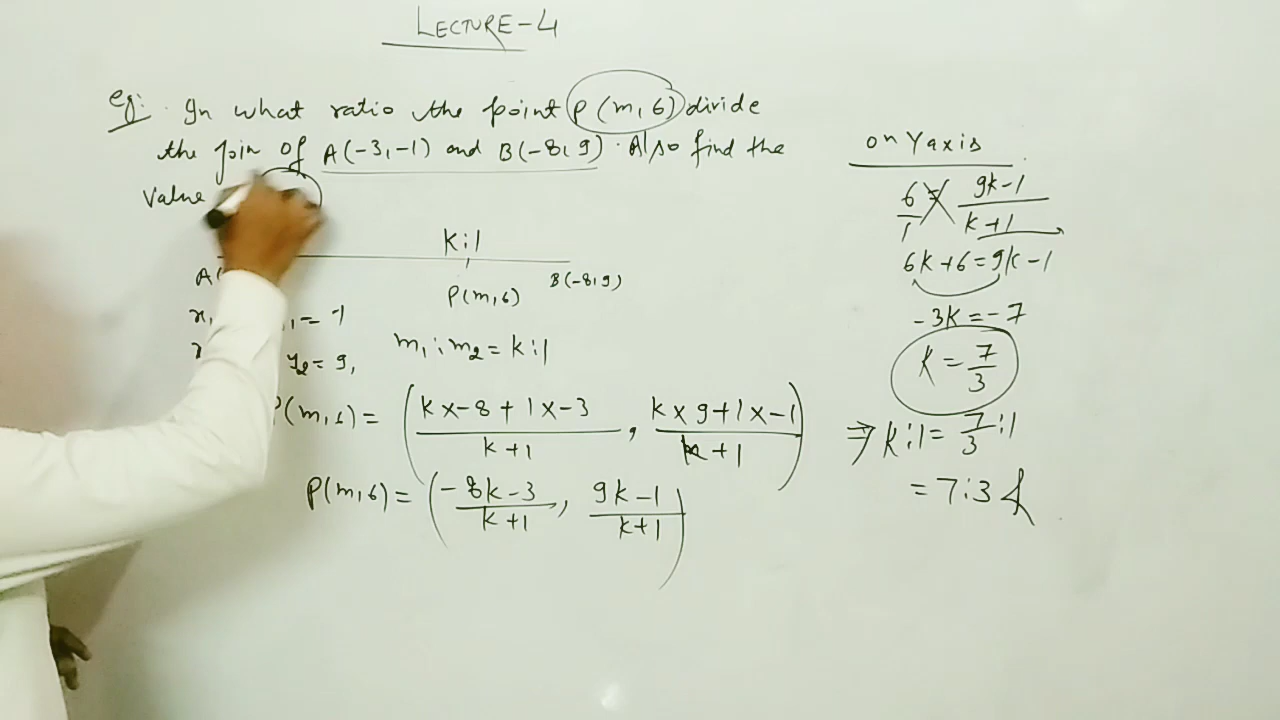 LECTURE-4
eg: In what ratio the point P(m,6) divide
the join of A(-3,-1) and B(-8,9). Also find the
Value
k:1
A(
B(-8,9)
P(m,6)
= -1
y₂= 9,
m₁:m₂ = k:1
P(m,6) = (k×-8+1×-3/k+1, k×9+1×-1/k+1)
P(m,6) = (-8k-3/k+1, 9k-1/k+1)
on Y axis
6/1 = 9k-1/k+1
6k+6=9k-1
-3k=-7
k=7/3
⇒ k:1= 7/3:1
= 7:3